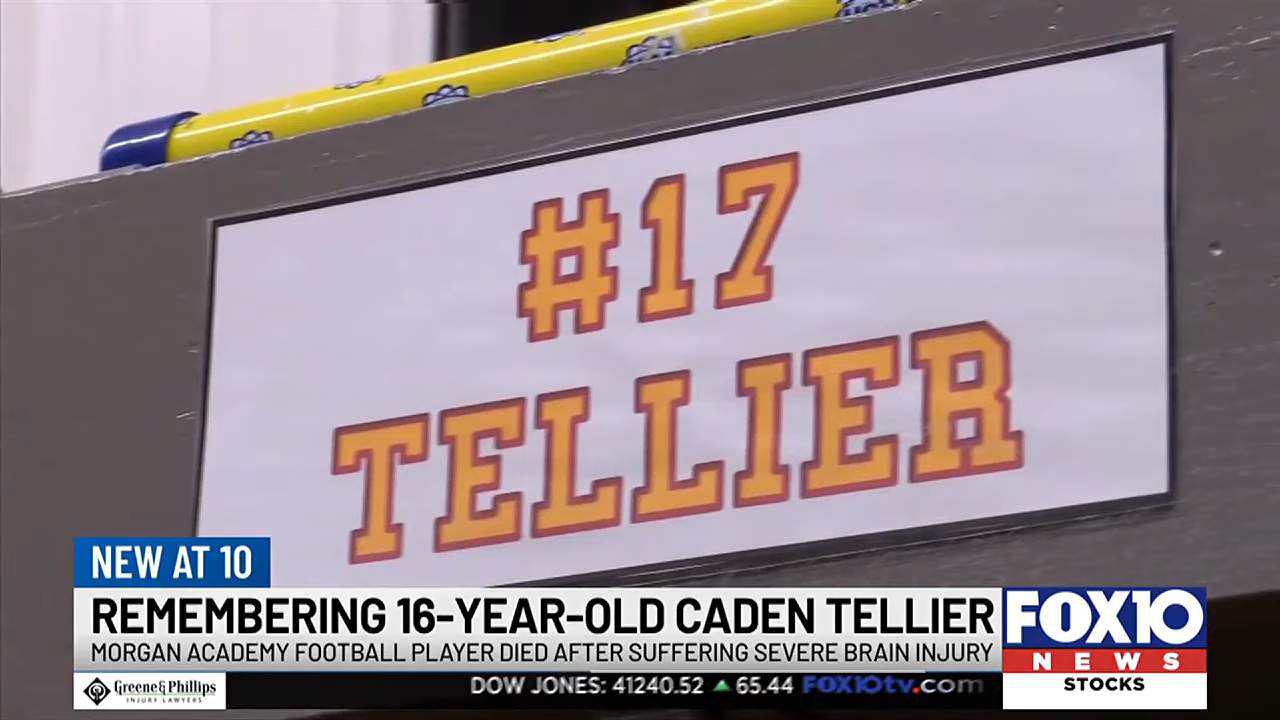 #17
TELLIER
NEW AT 10
REMEMBERING 16-YEAR-OLD CADEN TELLIER
MORGAN ACADEMY FOOTBALL PLAYER DIED AFTER SUFFERING SEVERE BRAIN INJURY
FOX10
NEWS
STOCKS
Greene & Phillips
INJURY LAWYERS
DOW JONES: 41240.52 ▲ 65.44 FOX10tv.com